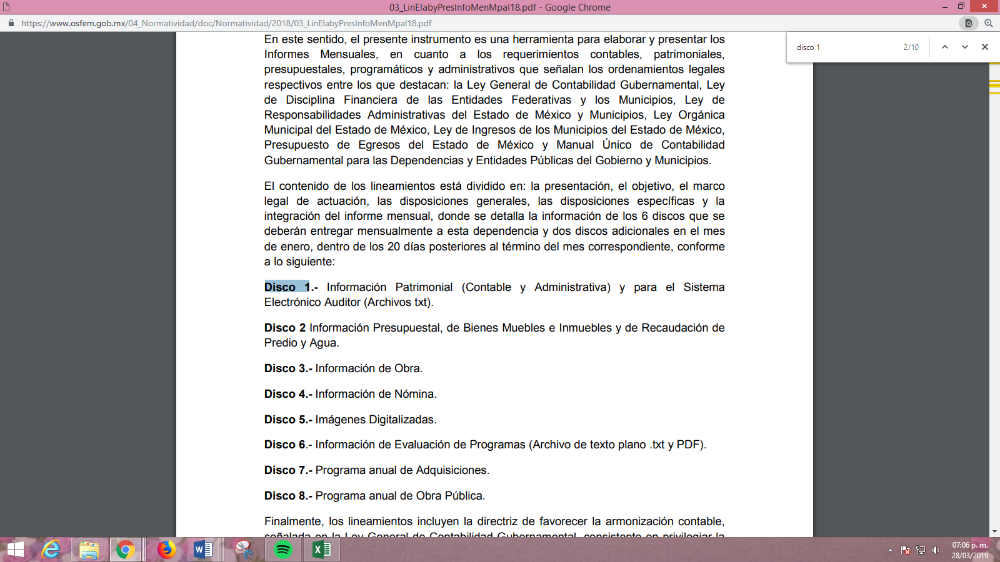 03_LinElabyPresInfoMenMpal18.pdf - Google Chrome
https://www.osfem.gob.mx/04_Normatividad/doc/Normatividad/2018/03_LinElabyPresInfoMenMpal18.pdf
disco 1 2/10
En este sentido, el presente instrumento es una herramienta para elaborar y presentar los
Informes Mensuales, en cuanto a los requerimientos contables, patrimoniales,
presupuestales, programáticos y administrativos que señalan los ordenamientos legales
respectivos entre los que destacan: la Ley General de Contabilidad Gubernamental, Ley
de Disciplina Financiera de las Entidades Federativas y los Municipios, Ley de
Responsabilidades Administrativas del Estado de México y Municipios, Ley Orgánica
Municipal del Estado de México, Ley de Ingresos de los Municipios del Estado de México,
Presupuesto de Egresos del Estado de México y Manual Único de Contabilidad
Gubernamental para las Dependencias y Entidades Públicas del Gobierno y Municipios.
El contenido de los lineamientos está dividido en: la presentación, el objetivo, el marco
legal de actuación, las disposiciones generales, las disposiciones específicas y la
integración del informe mensual, donde se detalla la información de los 6 discos que se
deberán entregar mensualmente a esta dependencia y dos discos adicionales en el mes
de enero, dentro de los 20 días posteriores al término del mes correspondiente, conforme
a lo siguiente:
Disco 1.- Información Patrimonial (Contable y Administrativa) y para el Sistema
Electrónico Auditor (Archivos txt).
Disco 2 Información Presupuestal, de Bienes Muebles e Inmuebles y de Recaudación de
Predio y Agua.
Disco 3.- Información de Obra.
Disco 4.- Información de Nómina.
Disco 5.- Imágenes Digitalizadas.
Disco 6.- Información de Evaluación de Programas (Archivo de texto plano .txt y PDF).
Disco 7.- Programa anual de Adquisiciones.
Disco 8.- Programa anual de Obra Pública.
Finalmente, los lineamientos incluyen la directriz de favorecer la armonización contable,
señalada en la Ley General de Contabilidad Gubernamental, consistente en privilegiar la
07:06 p. m.
28/03/2019